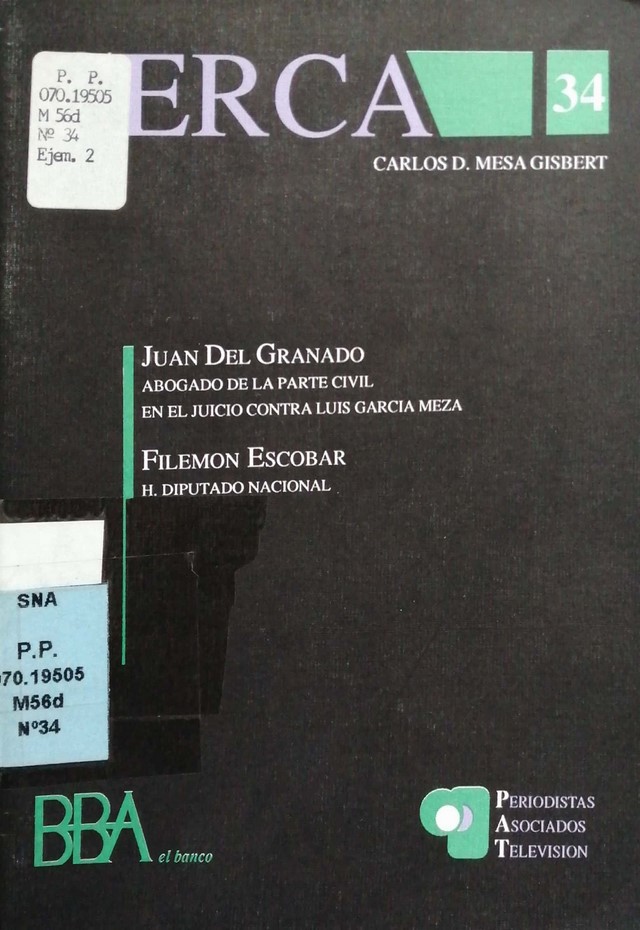 P. P.
070.19505
M 56d
Nº 34
Ejem. 2
ERCA
34
CARLOS D. MESA GISBERT
JUAN DEL GRANADO
ABOGADO DE LA PARTE CIVIL
EN EL JUICIO CONTRA LUIS GARCIA MEZA
FILEMON ESCOBAR
H. DIPUTADO NACIONAL
SNA
P.P.
70.19505
M56d
Nº34
BBA el banco
PERIODISTAS
ASOCIADOS
TELEVISION